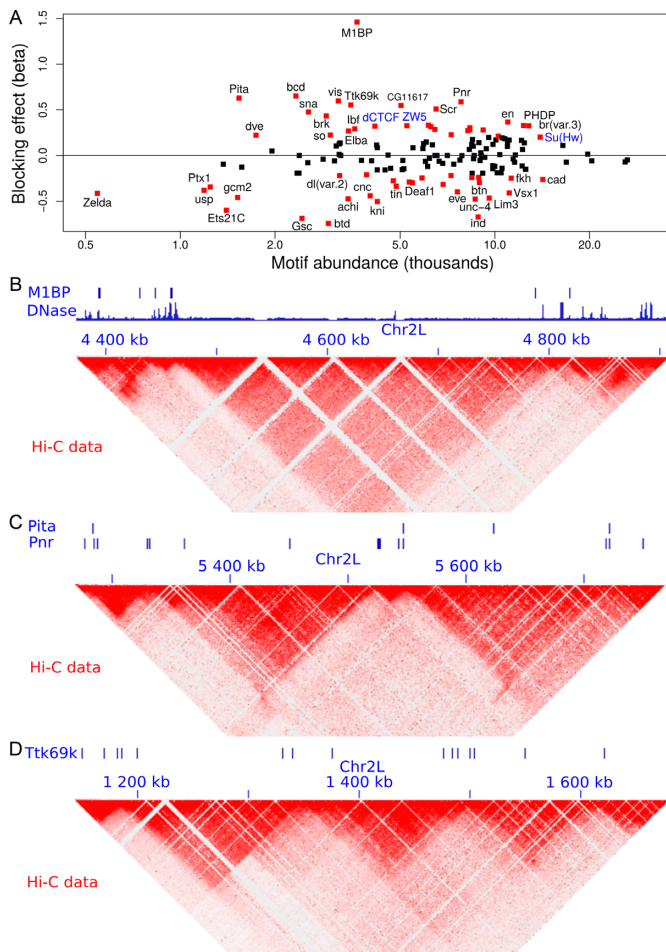 A
Blocking effect (beta)
1.5
1.0
0.5
0.0
-0.5
M1BP
Pita
bcd
vis
Ttk69k
CG11617
Pnr
sna
Scr
dve
brk
lbf
dCTCF ZW5
en
PHDP
so
Elba
br(var.3)
Su(Hw)
Ptx1
dl(var.2)
cnc
tin
Deaf1
btn
fkh
cad
Zelda
usp
gcm2
achi
kni
eve
unc-4
Lim3
Vsx1
Ets21C
Gsc
btd
ind
0.5
1.0
2.0
5.0
10.0
20.0
Motif abundance (thousands)
B
M1BP
DNase
Chr2L
4 400 kb
4 600 kb
4 800 kb
Hi-C data
C
Pita
Pnr
Chr2L
5 400 kb
5 600 kb
Hi-C data
D
Ttk69k
Chr2L
1 200 kb
1 400 kb
1 600 kb
Hi-C data